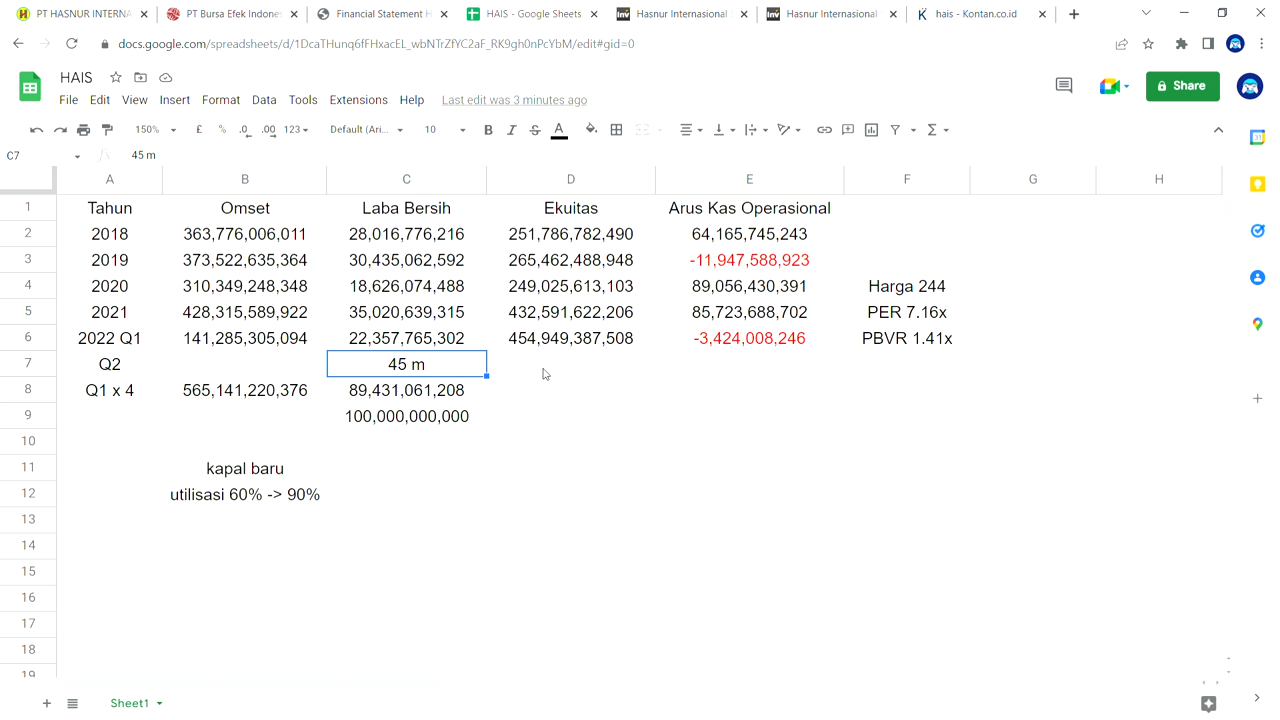 PT HASNUR INTERNA
PT Bursa Efek Indones
Financial Statement H
HAIS - Google Sheets
Hasnur Internasional
Hasnur Internasional
hais - Kontan.co.id
docs.google.com/spreadsheets/d/1DcaTHunq6fFHxacEL_wbNTrZfYC2aF_RK9gh0nPcYbM/edit#gid=0
HAIS
File Edit View Insert Format Data Tools Extensions Help Last edit was 3 minutes ago
Share
150% £ % .0 .00 123 Default (Ari... 10 B I S A
C7 fx 45 m
A B C D E F G H
1 Tahun Omset Laba Bersih Ekuitas Arus Kas Operasional
2 2018 363,776,006,011 28,016,776,216 251,786,782,490 64,165,745,243
3 2019 373,522,635,364 30,435,062,592 265,462,488,948 -11,947,588,923
4 2020 310,349,248,348 18,626,074,488 249,025,613,103 89,056,430,391 Harga 244
5 2021 428,315,589,922 35,020,639,315 432,591,622,206 85,723,688,702 PER 7.16x
6 2022 Q1 141,285,305,094 22,357,765,302 454,949,387,508 -3,424,008,246 PBVR 1.41x
7 Q2 45 m
8 Q1 x 4 565,141,220,376 89,431,061,208
9 100,000,000,000
10
11 kapal baru
12 utilisasi 60% -> 90%
13
14
15
16
17
18
19
Sheet1